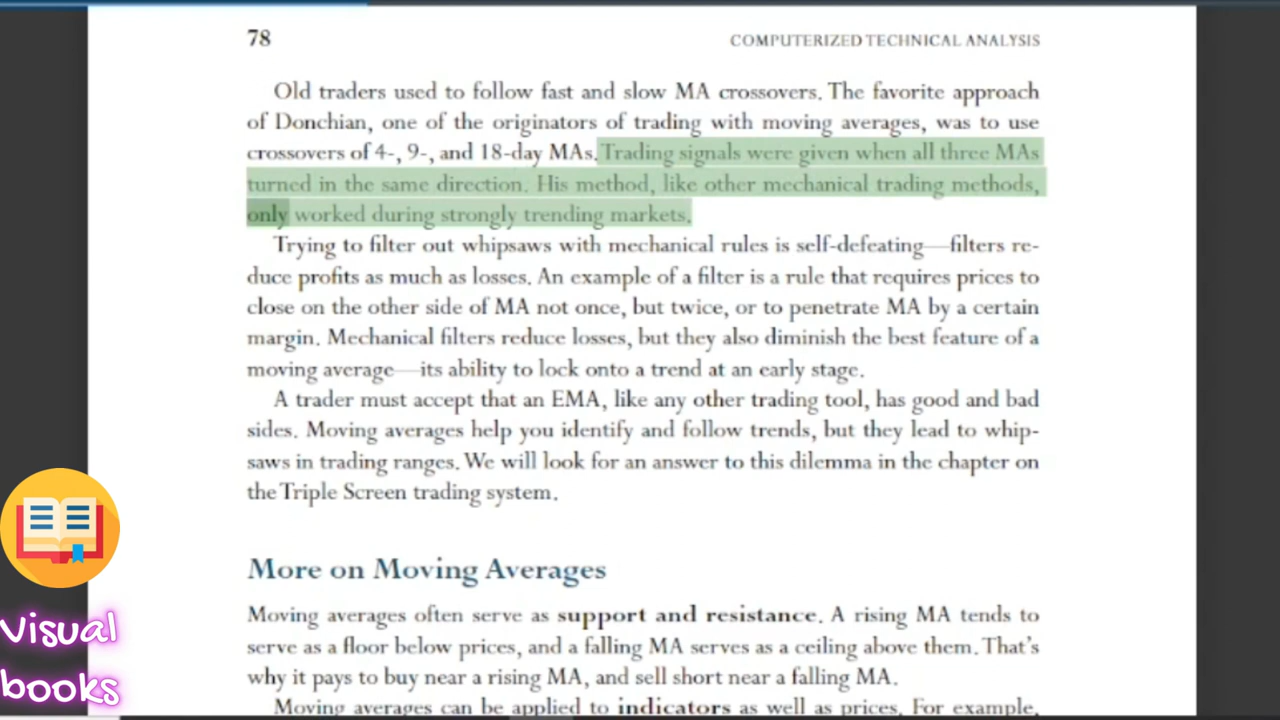 78
COMPUTERIZED TECHNICAL ANALYSIS
Old traders used to follow fast and slow MA crossovers. The favorite approach
of Donchian, one of the originators of trading with moving averages, was to use
crossovers of 4-, 9-, and 18-day MAs. Trading signals were given when all three MAs
turned in the same direction. His method, like other mechanical trading methods,
only worked during strongly trending markets.
Trying to filter out whipsaws with mechanical rules is self-defeating—filters re-
duce profits as much as losses. An example of a filter is a rule that requires prices to
close on the other side of MA not once, but twice, or to penetrate MA by a certain
margin. Mechanical filters reduce losses, but they also diminish the best feature of a
moving average—its ability to lock onto a trend at an early stage.
A trader must accept that an EMA, like any other trading tool, has good and bad
sides. Moving averages help you identify and follow trends, but they lead to whip-
saws in trading ranges. We will look for an answer to this dilemma in the chapter on
the Triple Screen trading system.
More on Moving Averages
Moving averages often serve as support and resistance. A rising MA tends to
serve as a floor below prices, and a falling MA serves as a ceiling above them. That's
why it pays to buy near a rising MA, and sell short near a falling MA.
Moving averages can be applied to indicators as well as prices. For example,
Visual
books